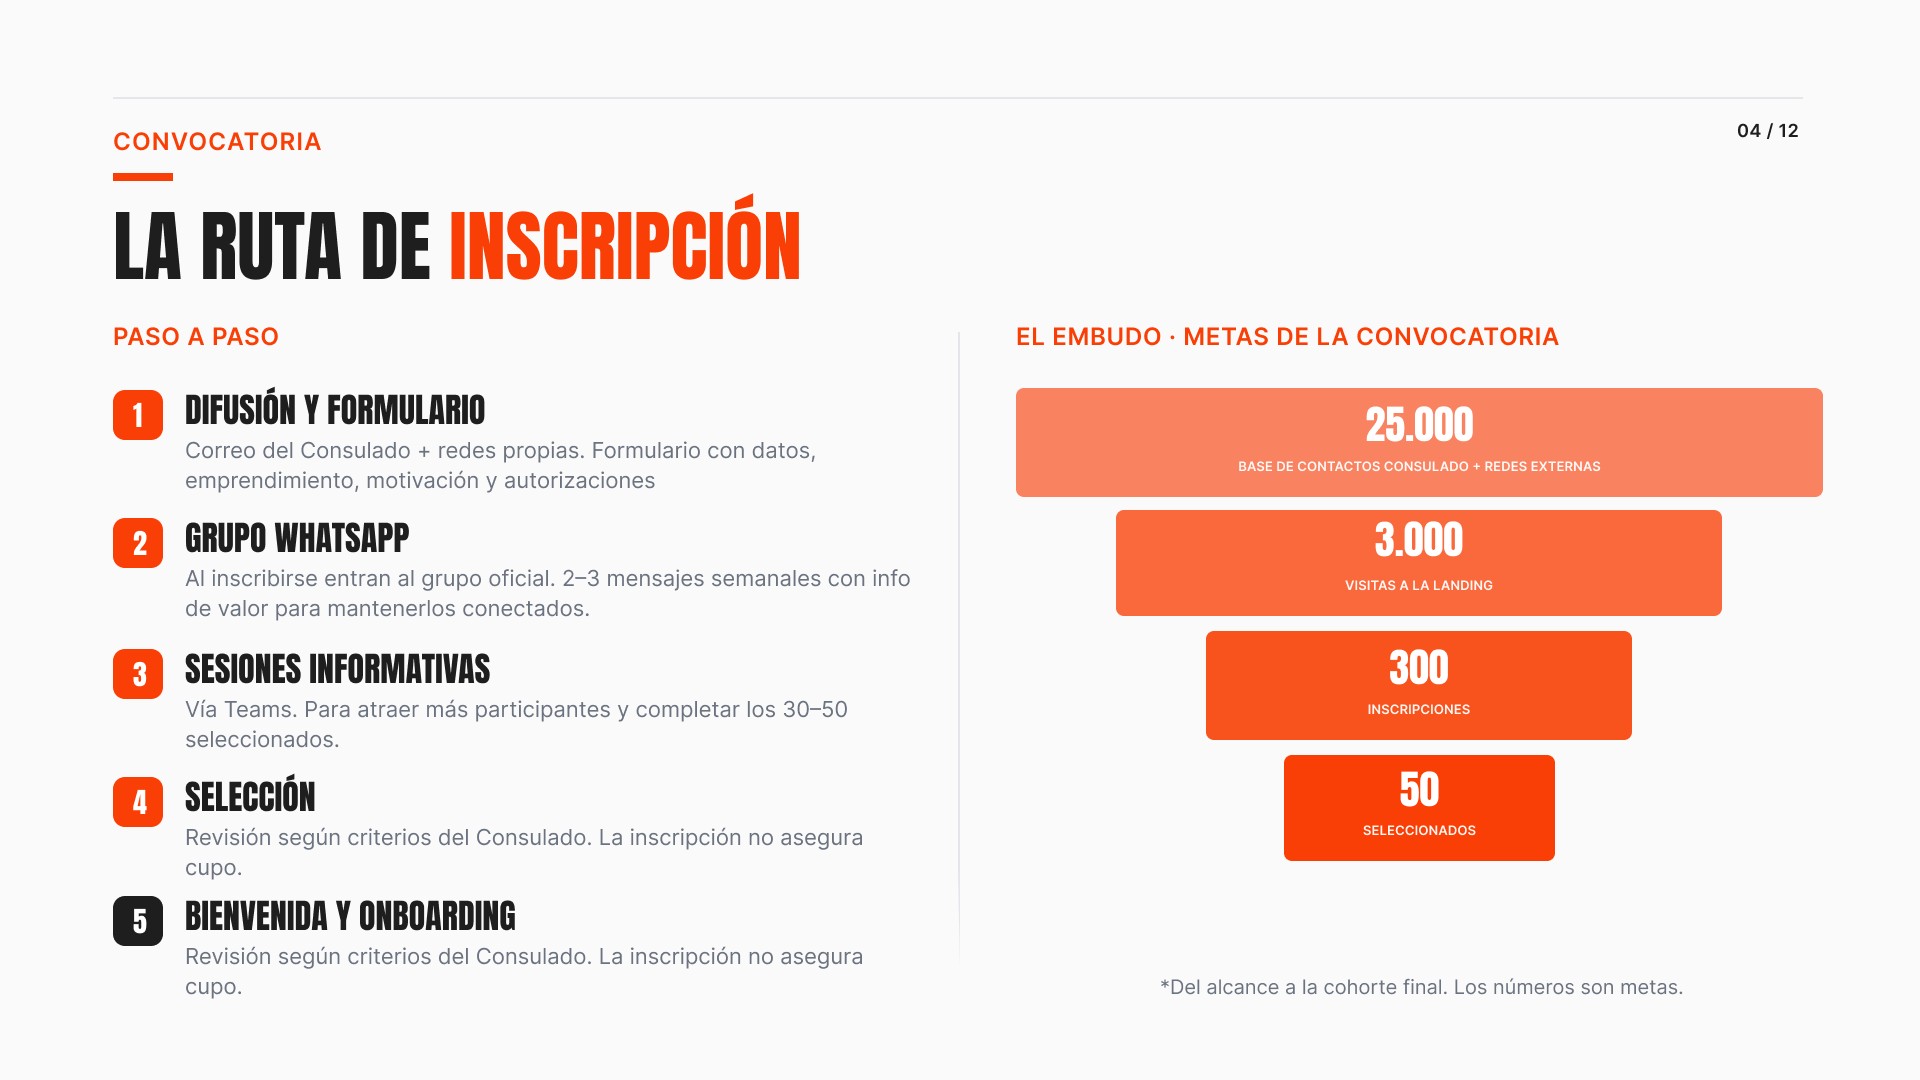 CONVOCATORIA
04 / 12
LA RUTA DE INSCRIPCIÓN
PASO A PASO
1
DIFUSIÓN Y FORMULARIO
Correo del Consulado + redes propias. Formulario con datos,
emprendimiento, motivación y autorizaciones
2
GRUPO WHATSAPP
Al inscribirse entran al grupo oficial. 2–3 mensajes semanales con info
de valor para mantenerlos conectados.
3
SESIONES INFORMATIVAS
Vía Teams. Para atraer más participantes y completar los 30–50
seleccionados.
4
SELECCIÓN
Revisión según criterios del Consulado. La inscripción no asegura
cupo.
5
BIENVENIDA Y ONBOARDING
Revisión según criterios del Consulado. La inscripción no asegura
cupo.
EL EMBUDO · METAS DE LA CONVOCATORIA
25.000
BASE DE CONTACTOS CONSULADO + REDES EXTERNAS
3.000
VISITAS A LA LANDING
300
INSCRIPCIONES
50
SELECCIONADOS
*Del alcance a la cohorte final. Los números son metas.